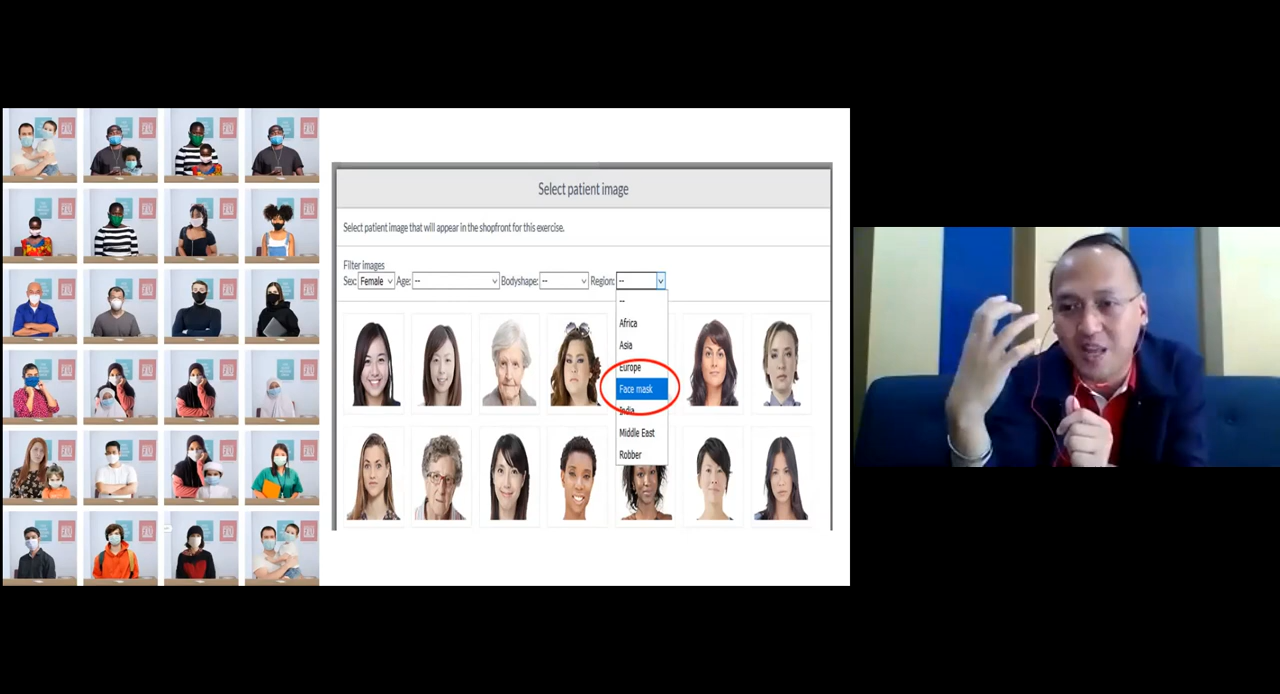 Select patient image
Select patient image that will appear in the shopfront for this exercise.
Filter images
Sex: Female Age: -- Bodyshape: -- Region: --
--
Africa
Asia
Europe
Face mask
India
Middle East
Robber